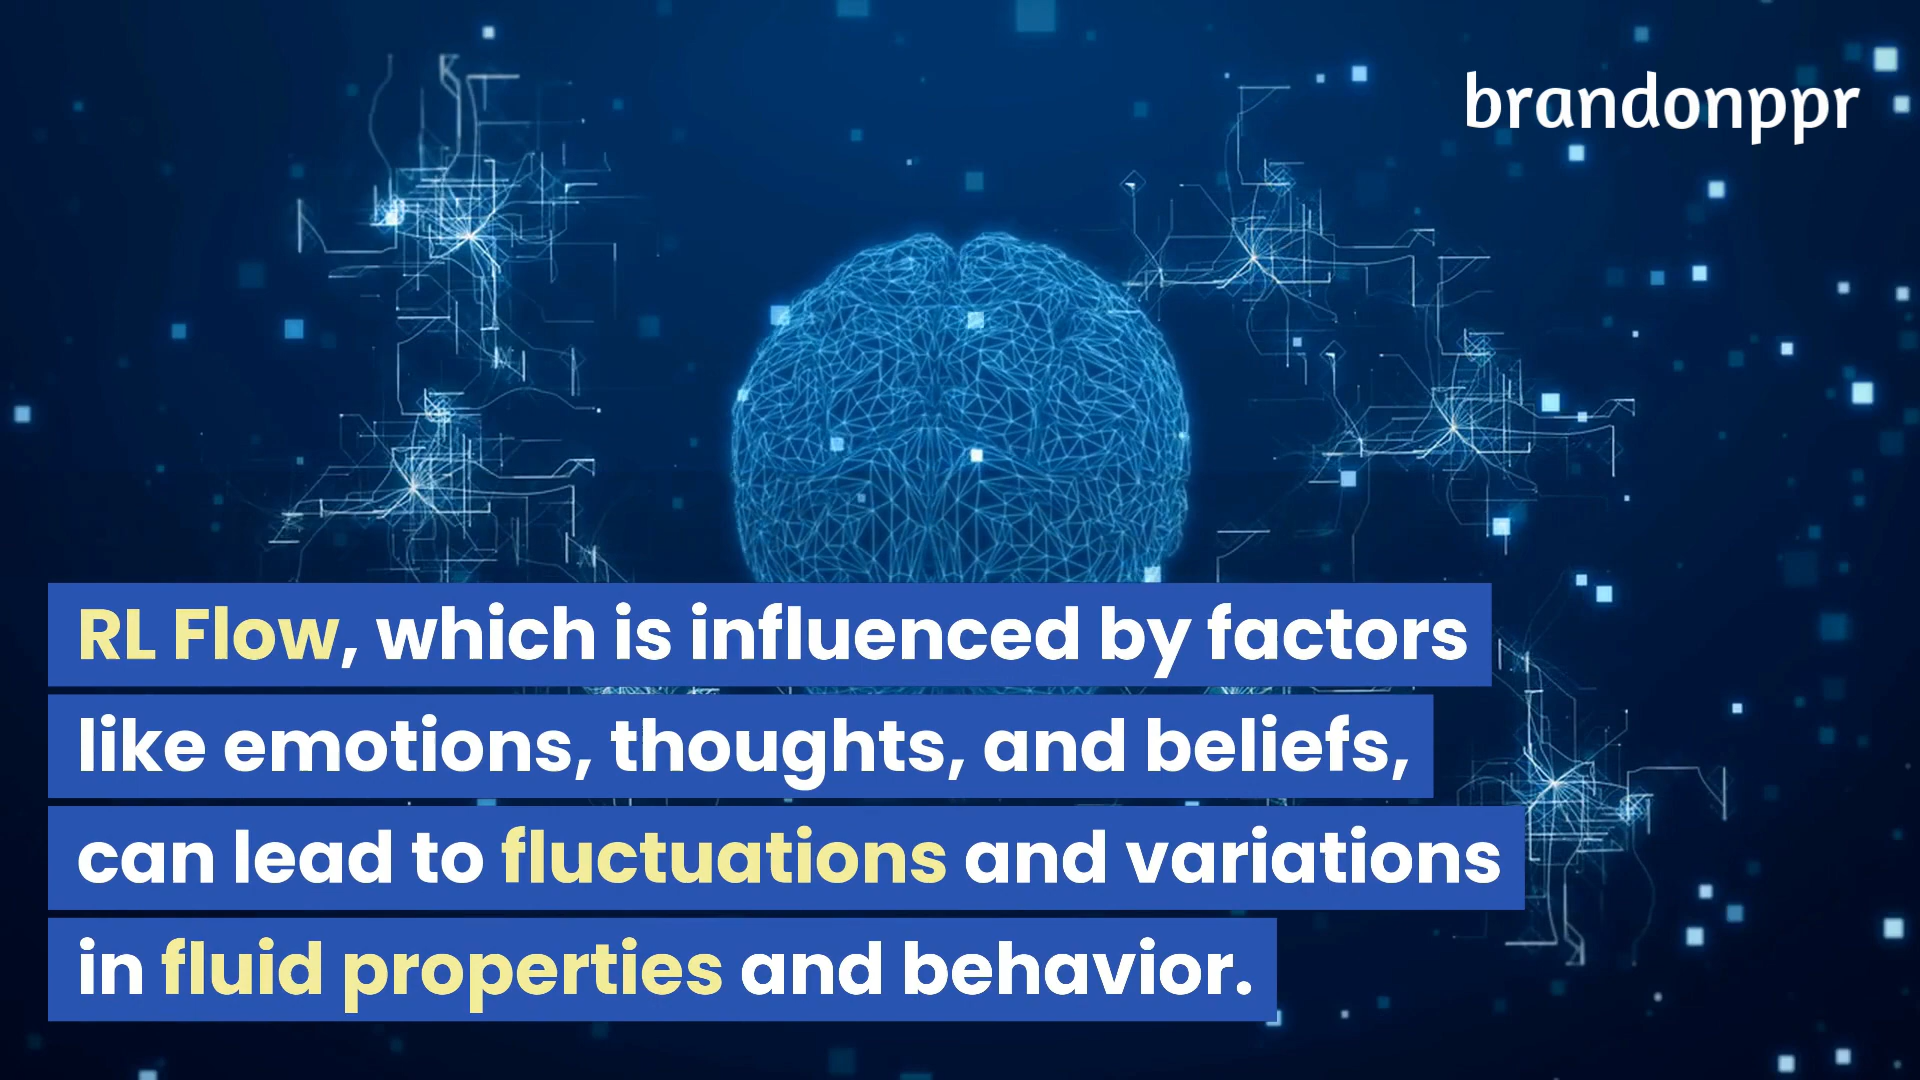 brandonppr
RL Flow, which is influenced by factors
like emotions, thoughts, and beliefs,
can lead to fluctuations and variations
in fluid properties and behavior.